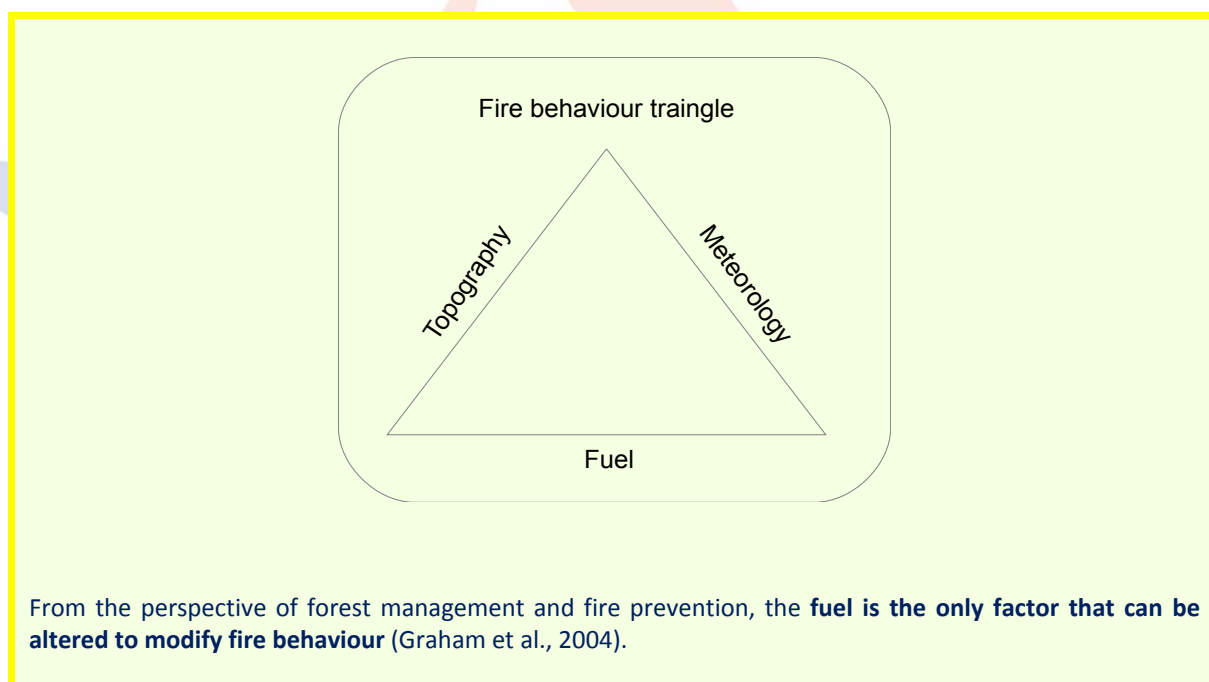 Fire behaviour traingle
Topography
Meteorology
Fuel
From the perspective of forest management and fire prevention, the fuel is the only factor that can be
altered to modify fire behaviour (Graham et al., 2004).